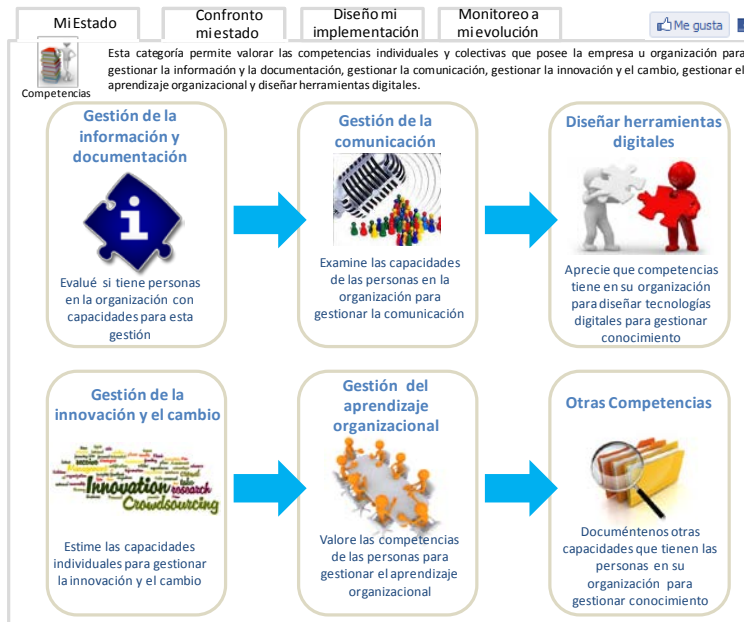 Mi Estado
Confronto
mi estado
Diseño mi
implementación
Monitoreo a
mi evolución
Me gusta
Competencias
Esta categoría permite valorar las competencias individuales y colectivas que posee la empresa u organización para
gestionar la información y la documentación, gestionar la comunicación, gestionar la innovación y el cambio, gestionar el
aprendizaje organizacional y diseñar herramientas digitales.
Gestión de la
información y
documentación
i
Evalué si tiene personas
en la organización con
capacidades para esta
gestión
Gestión de la
comunicación
Examine las capacidades
de las personas en la
organización para
gestionar la comunicación
Diseñar herramientas
digitales
Aprecie que competencias
tiene en su organización
para diseñar tecnologías
digitales para gestionar
conocimiento
Gestión de la
innovación y el cambio
Management
Innovation research
Crowdsourcing
Estime las capacidades
individuales para gestionar
la innovación y el cambio
Gestión del
aprendizaje
organizacional
Valore las competencias
de las personas para
gestionar el aprendizaje
organizacional
Otras Competencias
Documéntenos otras
capacidades que tienen las
personas en su
organización para
gestionar conocimiento